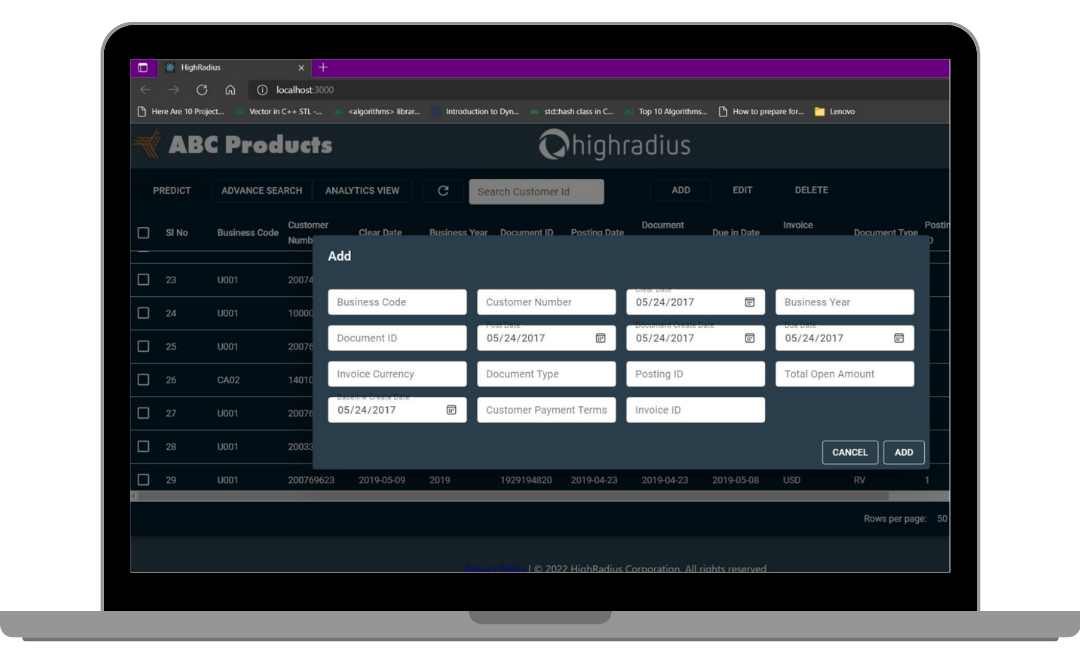 HighRadius
localhost:3000
Here Are 10 Project... Vector in C++ STL -... <algorithms> librar... Introduction to Dyn... std::hash class in C... Top 10 Algorithms... How to prepare for... Lenovo
ABC Products highradius
PREDICT ADVANCE SEARCH ANALYTICS VIEW Search Customer Id ADD EDIT DELETE
Sl No Business Code Customer Clear Date Business Year Document ID Posting Date Document Due in Date Invoice Document Type Postin
Numb
Add
23 U001 20074
24 U001 10000
25 U001 20076
26 CA02 14010
27 U001 20076
28 U001 20033
Business Code Customer Number Clear Date 05/24/2017 Business Year
Document ID Post Date 05/24/2017 Document Create Date 05/24/2017 Due Date 05/24/2017
Invoice Currency Document Type Posting ID Total Open Amount
Baseline Create Date 05/24/2017 Customer Payment Terms Invoice ID
CANCEL ADD
29 U001 200769623 2019-05-09 2019 1929194820 2019-04-23 2019-04-23 2019-05-08 USD RV 1
Rows per page: 50
Privacy Policy | © 2022 HighRadius Corporation. All rights reserved